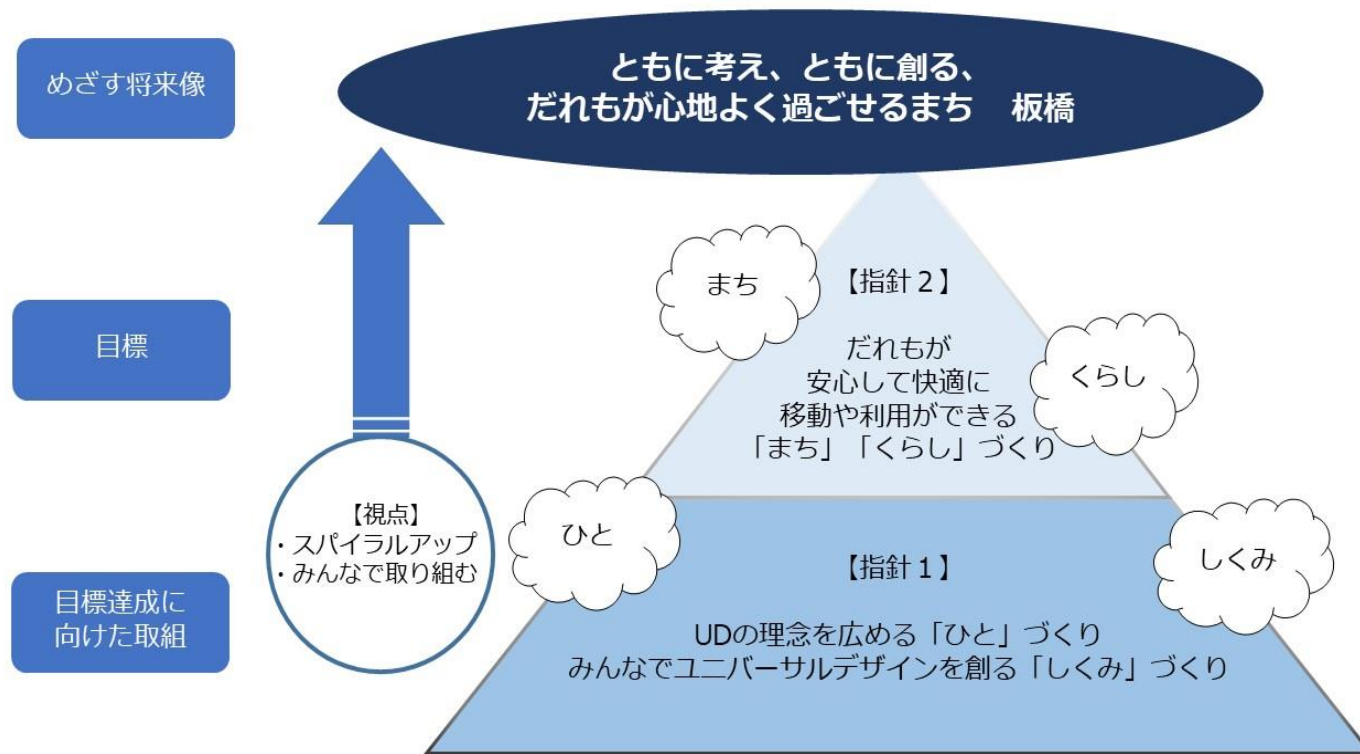 めざす将来像
ともに考え、ともに創る、
だれもが心地よく過ごせるまち　板橋
目標
まち
【指針２】
だれもが
安心して快適に
移動や利用ができる
「まち」「くらし」づくり
くらし
目標達成に
向けた取組
【視点】
・スパイラルアップ
・みんなで取り組む
ひと
【指針１】
UDの理念を広める「ひと」づくり
みんなでユニバーサルデザインを創る「しくみ」づくり
しくみ